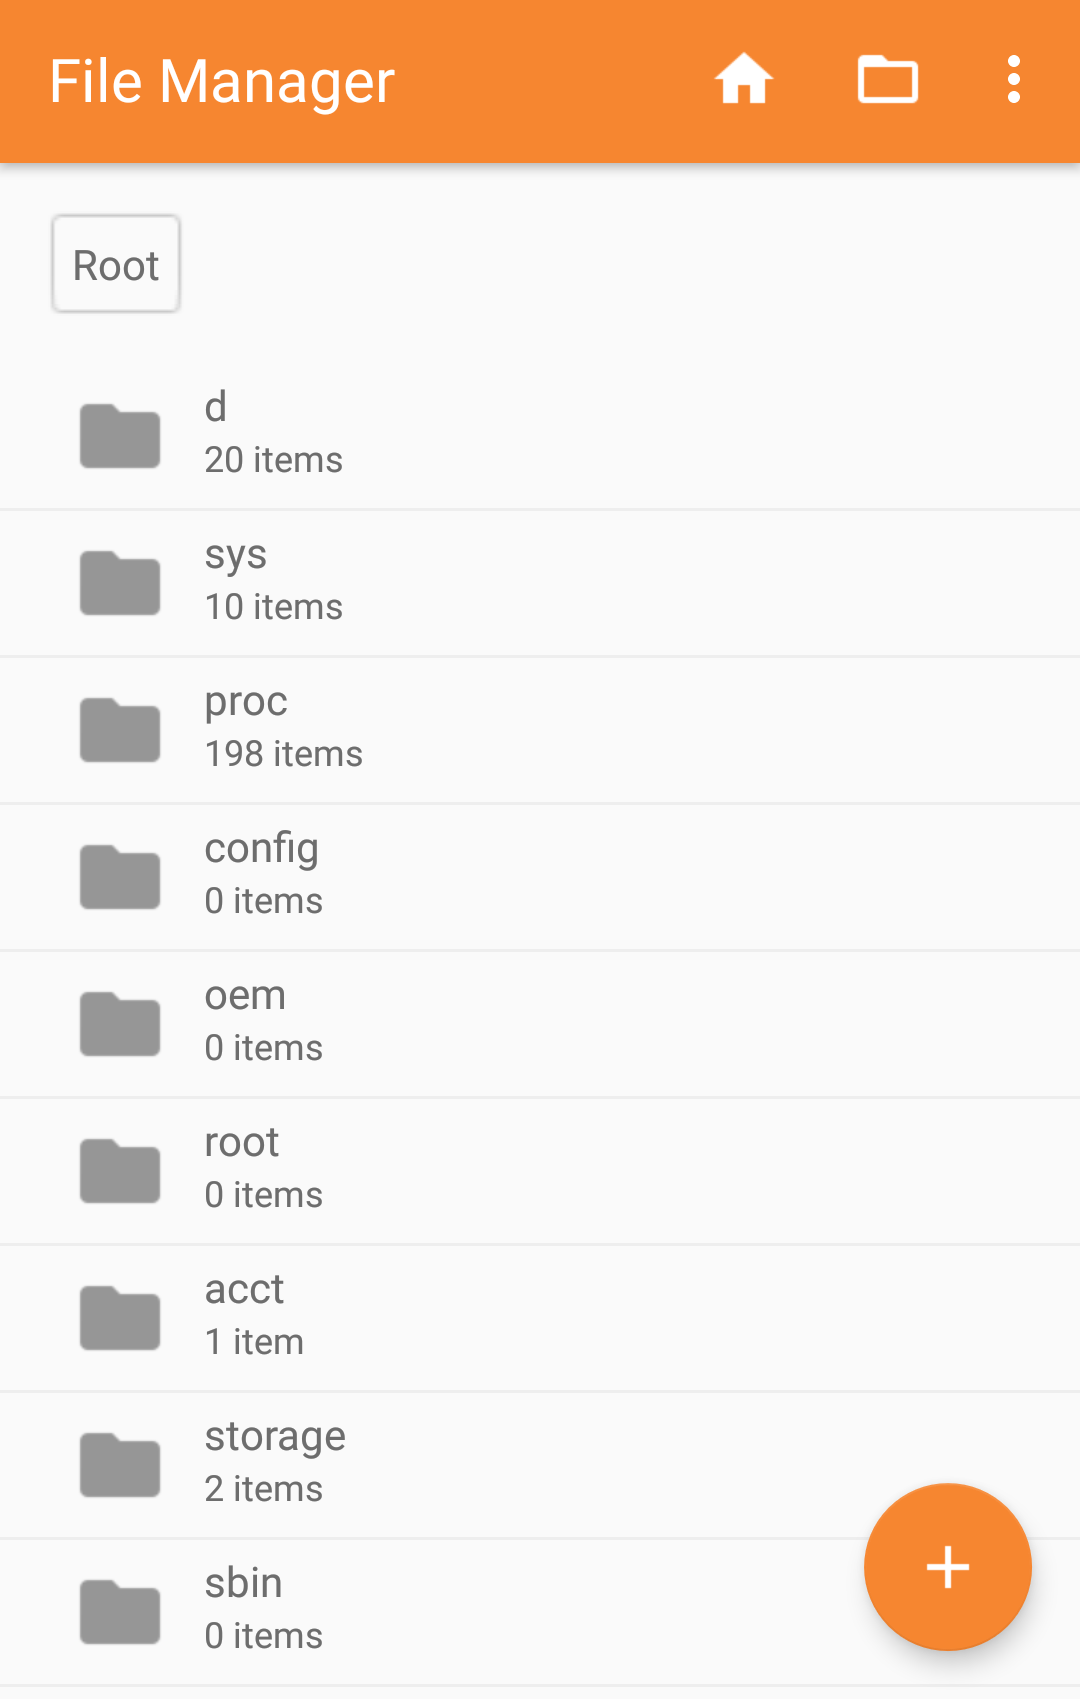 File Manager
Root
d
20 items
sys
10 items
proc
198 items
config
0 items
oem
0 items
root
0 items
acct
1 item
storage
2 items
sbin
0 items